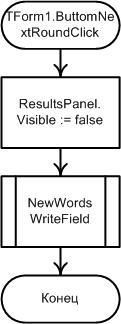 TForm1.ButtomNe
xtRoundClick
ResultsPanel.
Visible := false
NewWords
WriteField
Конец